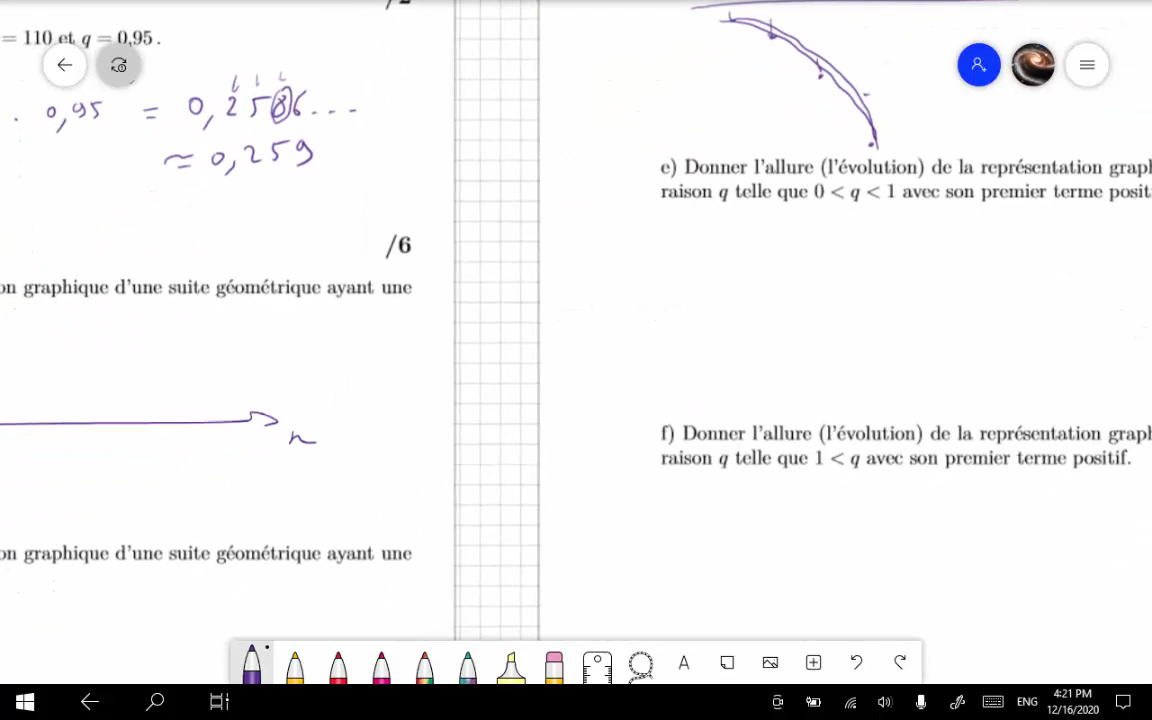 /2
= 110 et q = 0,95 .
. 0,95 = 0,2586...
≈ 0,259
/6
on graphique d'une suite géométrique ayant une
n
on graphique d'une suite géométrique ayant une
e) Donner l'allure (l'évolution) de la représentation grap
raison q telle que 0 < q < 1 avec son premier terme posit
f) Donner l'allure (l'évolution) de la représentation grap
raison q telle que 1 < q avec son premier terme positif.
A
ENG
4:21 PM
12/16/2020